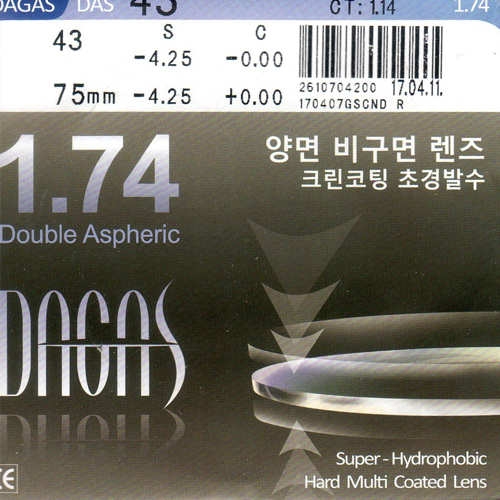 DAGAS DAS 43 CT: 1.14 1.74
43 S C
-4.25 -0.00
2610704200 17.04.11.
75mm -4.25 +0.00 170407GSCND R
1.74
양면 비구면 렌즈
크린코팅 초경발수
Double Aspheric
DAGAS
Super-Hydrophobic
CE Hard Multi Coated Lens